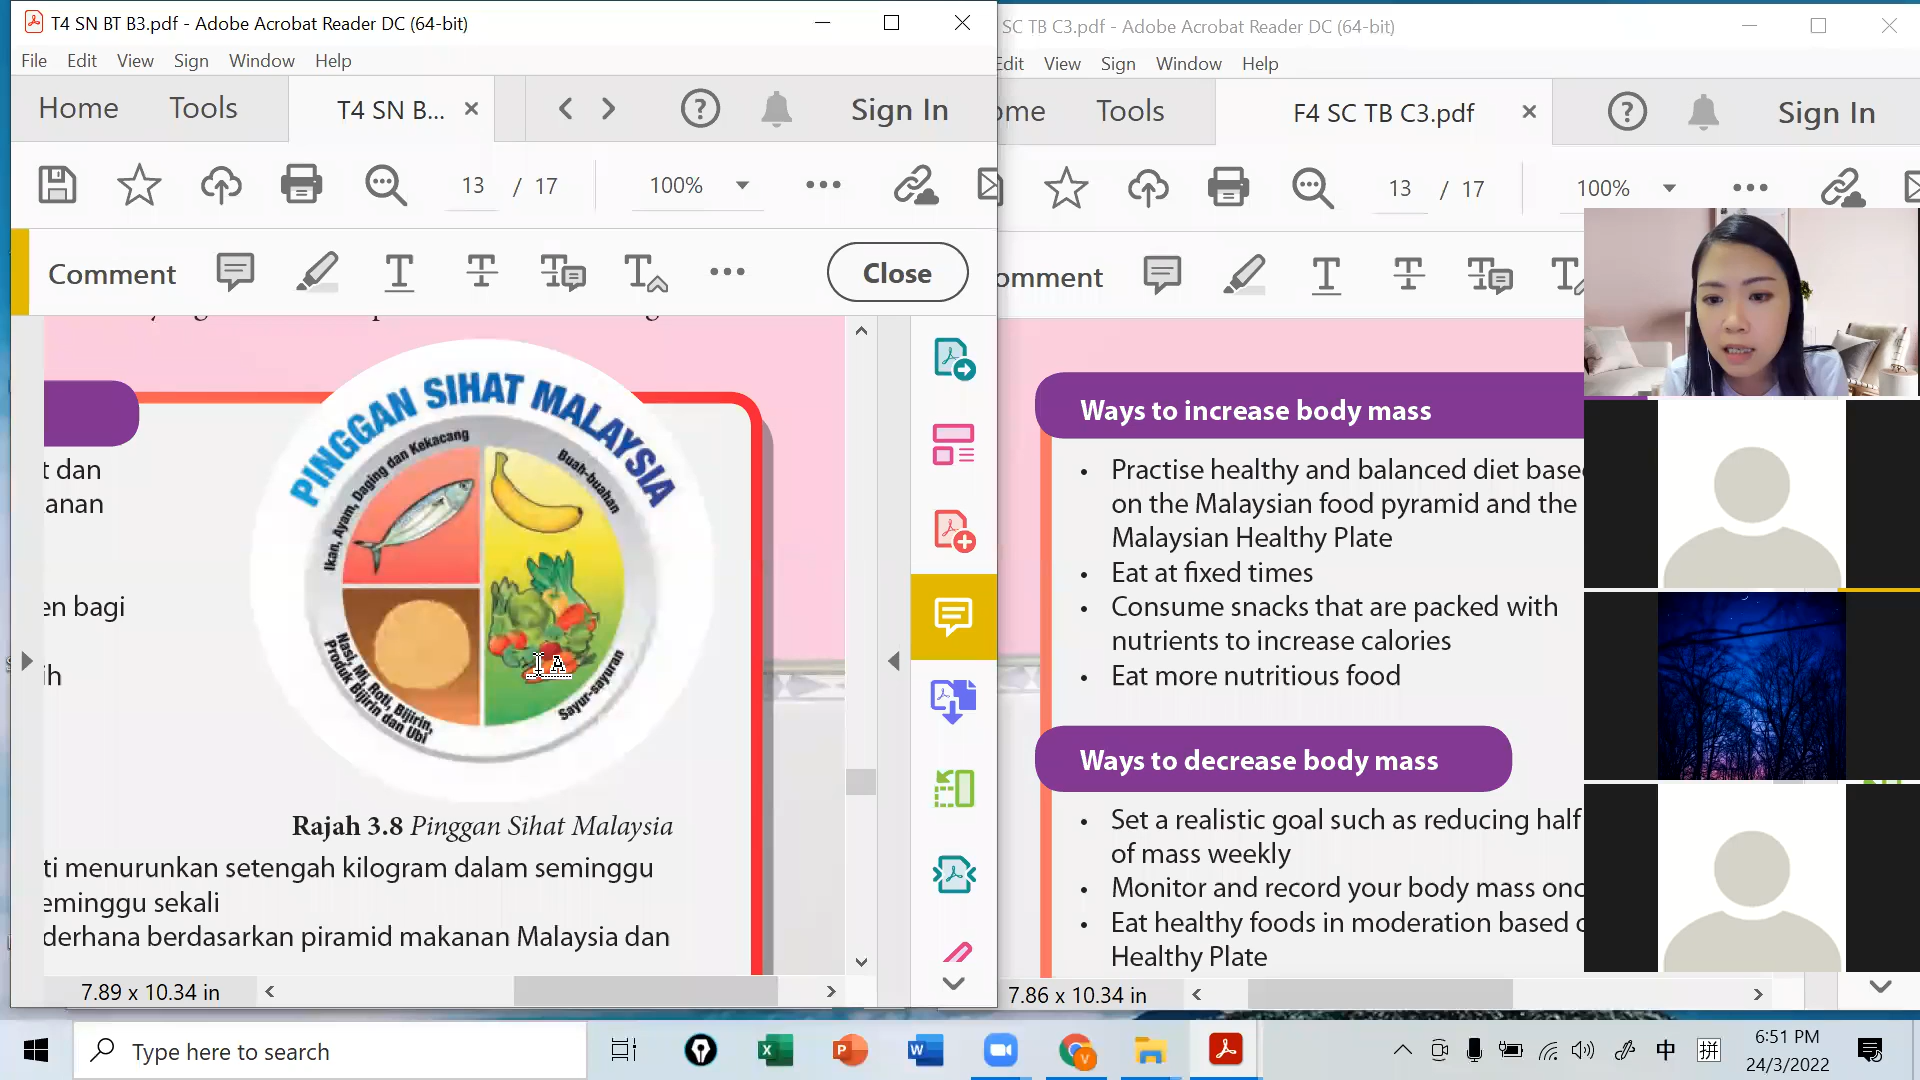 T4 SN BT B3.pdf - Adobe Acrobat Reader DC (64-bit)
File Edit View Sign Window Help
Home Tools T4 SN B... Sign In
13 / 17 100%
Comment Close
PINGGAN SIHAT MALAYSIA
Ikan, Ayam, Daging dan Kekacang
Buah-buahan
Nasi, Mi, Roti, Bijirin,
Produk Bijirin dan Ubi
Sayur-sayuran
t dan
anan
en bagi
ih
Rajah 3.8 Pinggan Sihat Malaysia
ti menurunkan setengah kilogram dalam seminggu
eminggu sekali
derhana berdasarkan piramid makanan Malaysia dan
7.89 x 10.34 in
SC TB C3.pdf - Adobe Acrobat Reader DC (64-bit)
Edit View Sign Window Help
ome Tools F4 SC TB C3.pdf Sign In
13 / 17 100%
omment
Ways to increase body mass
• Practise healthy and balanced diet base
on the Malaysian food pyramid and the
Malaysian Healthy Plate
• Eat at fixed times
• Consume snacks that are packed with
nutrients to increase calories
• Eat more nutritious food
Ways to decrease body mass
• Set a realistic goal such as reducing half
of mass weekly
• Monitor and record your body mass onc
• Eat healthy foods in moderation based o
Healthy Plate
7.86 x 10.34 in
Type here to search
中 拼
6:51 PM
24/3/2022